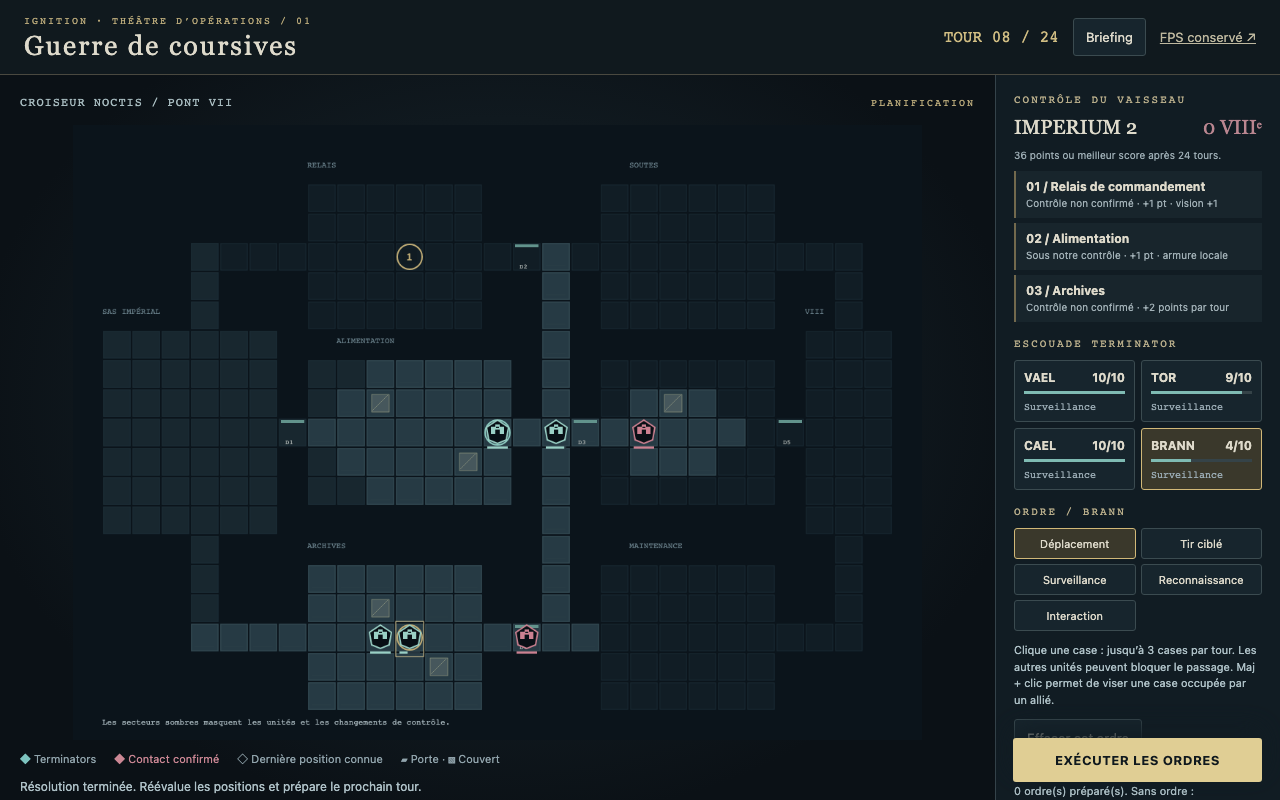 IGNITION · THÉÂTRE D'OPÉRATIONS / 01
Guerre de coursives
TOUR 08 / 24
Briefing
FPS conservé ↗
CROISEUR NOCTIS / PONT VII
PLANIFICATION
RELAIS
SOUTES
1
D2
SAS IMPÉRIAL
VIII
ALIMENTATION
D1
D3
D5
ARCHIVES
MAINTENANCE
Les secteurs sombres masquent les unités et les changements de contrôle.
Terminators
Contact confirmé
Dernière position connue
Porte · Couvert
Résolution terminée. Réévalue les positions et prépare le prochain tour.
CONTRÔLE DU VAISSEAU
IMPERIUM 2
0 VIIIᵉ
36 points ou meilleur score après 24 tours.
01 / Relais de commandement
Contrôle non confirmé · +1 pt · vision +1
02 / Alimentation
Sous notre contrôle · +1 pt · armure locale
03 / Archives
Contrôle non confirmé · +2 points par tour
ESCOUADE TERMINATOR
VAEL 10/10
Surveillance
TOR 9/10
Surveillance
CAEL 10/10
Surveillance
BRANN 4/10
Surveillance
ORDRE / BRANN
Déplacement
Tir ciblé
Surveillance
Reconnaissance
Interaction
Clique une case : jusqu'à 3 cases par tour. Les
autres unités peuvent bloquer le passage. Maj
+ clic permet de viser une case occupée par
un allié.
Effacer cet ordre
EXÉCUTER LES ORDRES
0 ordre(s) préparé(s). Sans ordre :